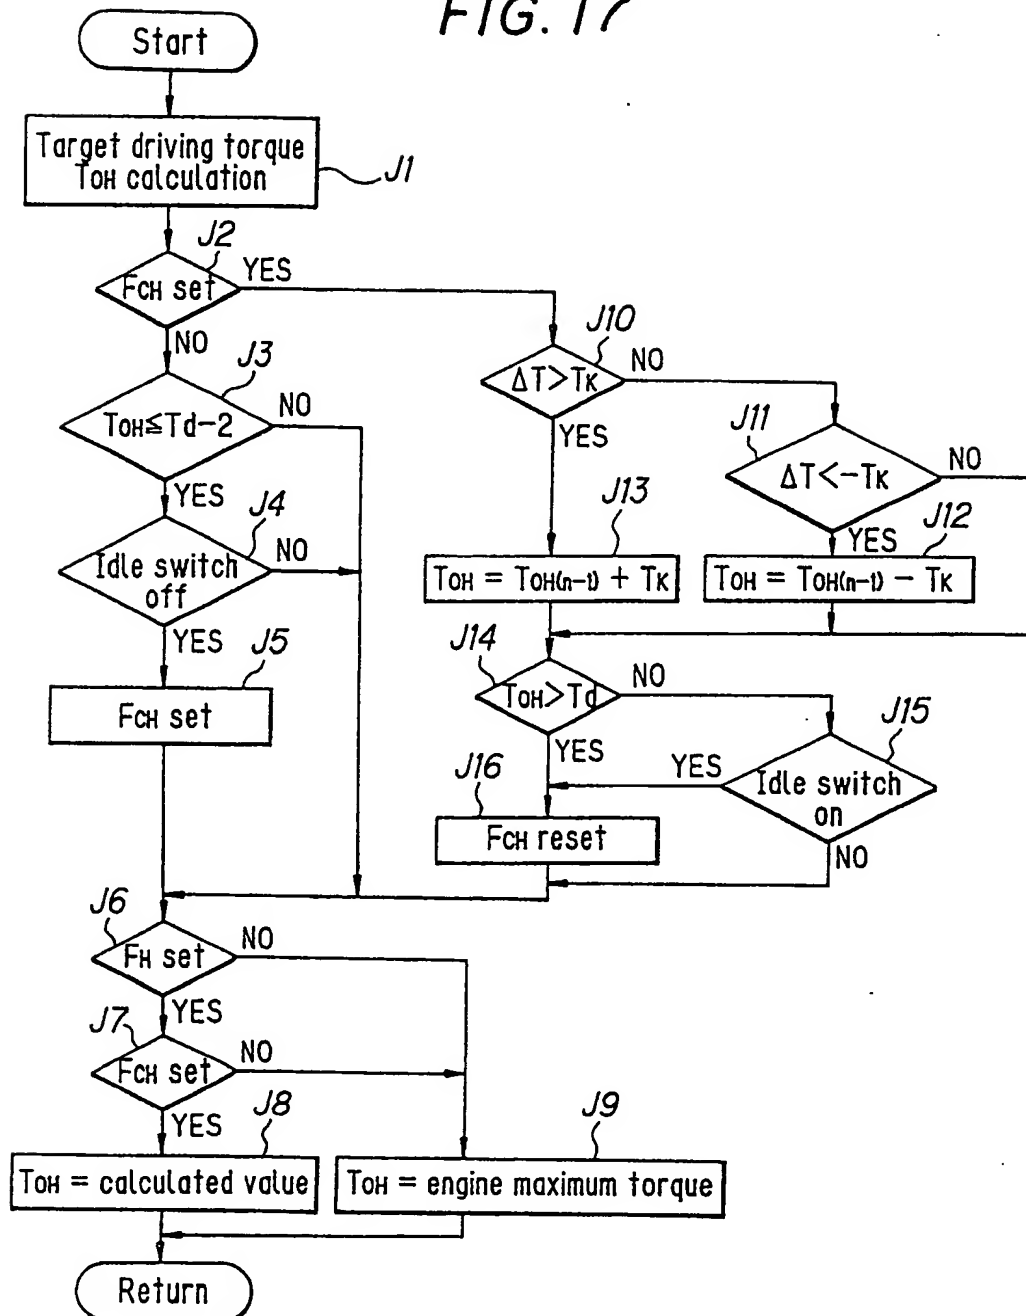 FIG. 17
Start
Target driving torque
TOH calculation
J1
J2
FCH set
YES
NO
J3
TOH≦Td-2
NO
YES
J4
Idle switch
off
NO
YES
J5
FCH set
J10
ΔT>TK
NO
YES
J11
ΔT<-TK
NO
YES
J13
TOH = TOH(n-1) + TK
J12
TOH = TOH(n-1) - TK
J14
TOH>Td
NO
YES
J15
Idle switch
on
YES
NO
J16
FCH reset
J6
FH set
NO
YES
J7
FCH set
NO
YES
J8
TOH = calculated value
J9
TOH = engine maximum torque
Return